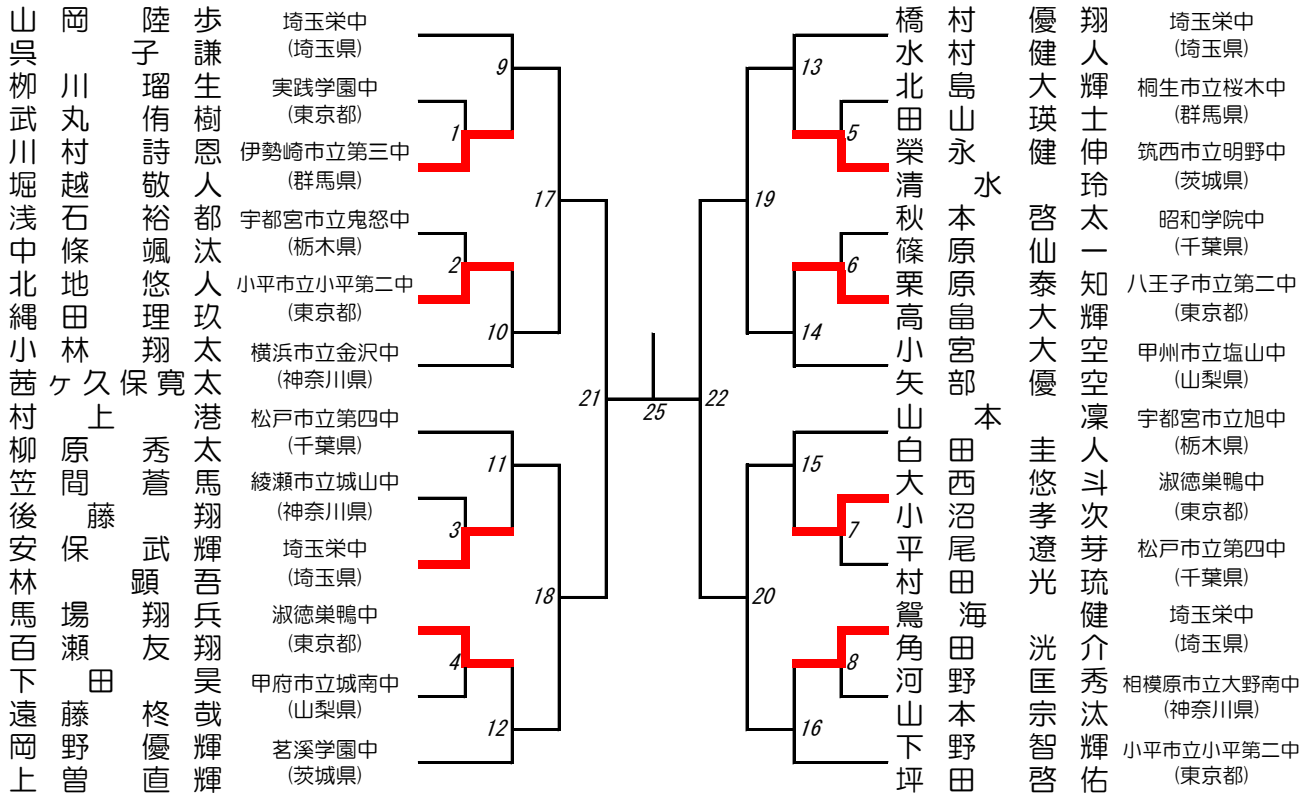 山岡 陸歩 埼玉栄中
呉 子謙 (埼玉県)
栁川 瑠生 実践学園中
武丸 侑樹 (東京都)
川村 詩恩 伊勢崎市立第三中
堀越 敬人 (群馬県)
浅石 裕都 宇都宮市立鬼怒中
中條 颯汰 (栃木県)
北地 悠人 小平市立小平第二中
縄田 理玖 (東京都)
小林 翔太 横浜市立金沢中
茜ヶ久保寛太 (神奈川県)
村上 港 松戸市立第四中
柳原 秀太 (千葉県)
笠間 蒼馬 綾瀬市立城山中
後藤 翔 (神奈川県)
安保 武輝 埼玉栄中
林 顕吾 (埼玉県)
馬場 翔兵 淑徳巣鴨中
百瀬 友翔 (東京都)
下田 昊 甲府市立城南中
遠藤 柊哉 (山梨県)
岡野 優輝 茗溪学園中
上曽 直輝 (茨城県)
9
1
17
2
10
21
11
3
18
4
12
25
22
13
5
19
6
14
15
7
20
8
16
橋村 優翔 埼玉栄中
水村 健人 (埼玉県)
北島 大輝 桐生市立桜木中
田山 瑛士 (群馬県)
榮永 健伸 筑西市立明野中
清水 玲 (茨城県)
秋本 啓太 昭和学院中
篠原 仙一 (千葉県)
栗原 泰知 八王子市立第二中
高畠 大輝 (東京都)
小宮 大空 甲州市立塩山中
矢部 優空 (山梨県)
山本 凜 宇都宮市立旭中
白田 圭人 (栃木県)
大西 悠斗 淑徳巣鴨中
小沼 孝次 (東京都)
平尾 遼芽 松戸市立第四中
村田 光琉 (千葉県)
鴛海 健 埼玉栄中
角田 洸介 (埼玉県)
河野 匡秀 相模原市立大野南中
山本 宗汰 (神奈川県)
下野 智輝 小平市立小平第二中
坪田 啓佑 (東京都)